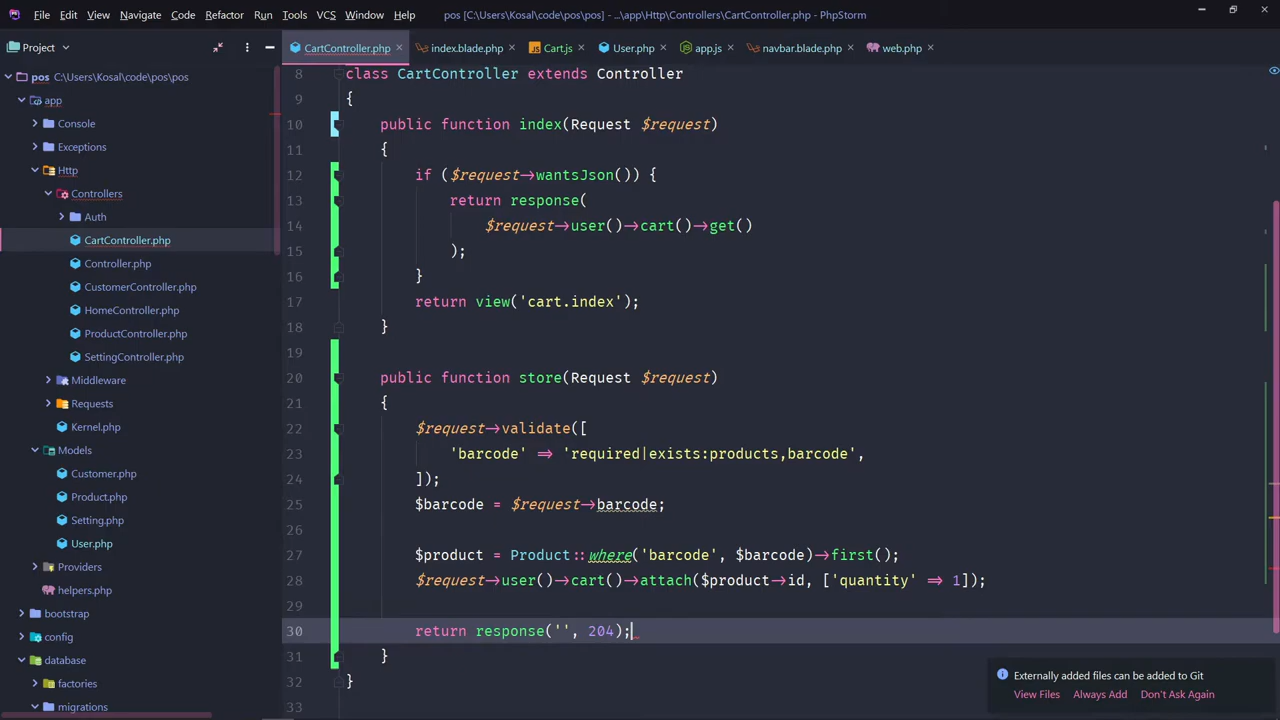 File Edit View Navigate Code Refactor Run Tools VCS Window Help pos [C:\Users\Kosal\code\pos\pos] - ...\app\Http\Controllers\CartController.php - PhpStorm
Project
CartController.php × index.blade.php × Cart.js × User.php × app.js × navbar.blade.php × web.php ×
pos C:\Users\Kosal\code\pos\pos
app
Console
Exceptions
Http
Controllers
Auth
CartController.php
Controller.php
CustomerController.php
HomeController.php
ProductController.php
SettingController.php
Middleware
Requests
Kernel.php
Models
Customer.php
Product.php
Setting.php
User.php
Providers
helpers.php
bootstrap
config
database
factories
migrations
8 class CartController extends Controller
9 {
10 public function index(Request $request)
11 {
12 if ($request->wantsJson()) {
13 return response(
14 $request->user()->cart()->get()
15 );
16 }
17 return view('cart.index');
18 }
19
20 public function store(Request $request)
21 {
22 $request->validate([
23 'barcode' => 'required|exists:products,barcode',
24 ]);
25 $barcode = $request->barcode;
26
27 $product = Product::where('barcode', $barcode)->first();
28 $request->user()->cart()->attach($product->id, ['quantity' => 1]);
29
30 return response('', 204);
31 }
32 }
33
Externally added files can be added to Git
View Files Always Add Don't Ask Again